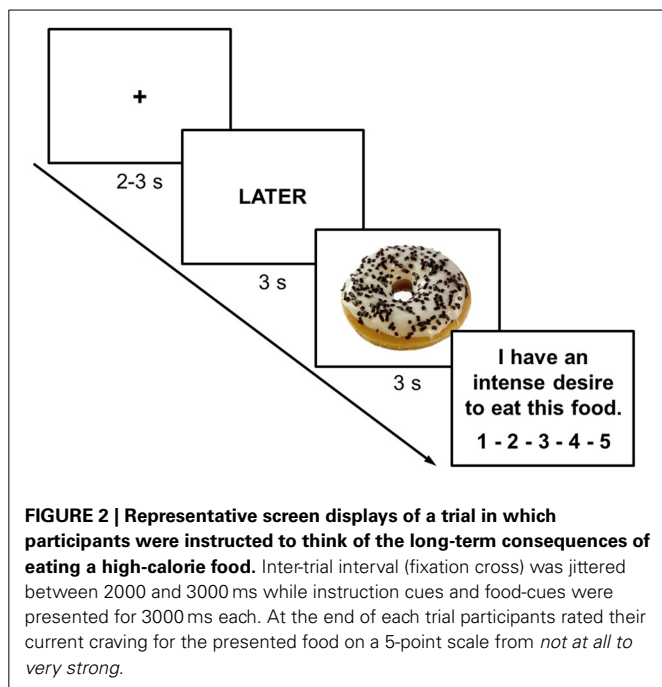 +
2-3 s
LATER
3 s
3 s
I have an
intense desire
to eat this food.
1 - 2 - 3 - 4 - 5
FIGURE 2 | Representative screen displays of a trial in which
participants were instructed to think of the long-term consequences of
eating a high-calorie food. Inter-trial interval (fixation cross) was jittered
between 2000 and 3000 ms while instruction cues and food-cues were
presented for 3000 ms each. At the end of each trial participants rated their
current craving for the presented food on a 5-point scale from not at all to
very strong.